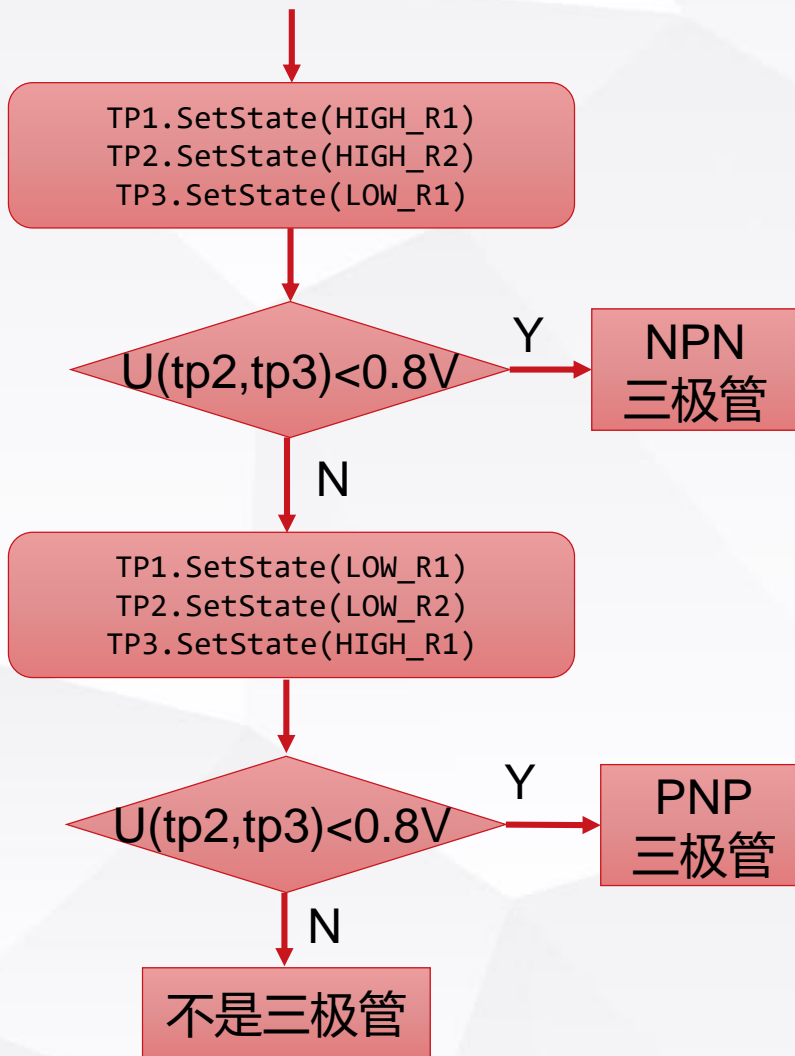 TP1.SetState(HIGH_R1)
TP2.SetState(HIGH_R2)
TP3.SetState(LOW_R1)
U(tp2,tp3)<0.8V
Y
NPN
三极管
N
TP1.SetState(LOW_R1)
TP2.SetState(LOW_R2)
TP3.SetState(HIGH_R1)
U(tp2,tp3)<0.8V
Y
PNP
三极管
N
不是三极管